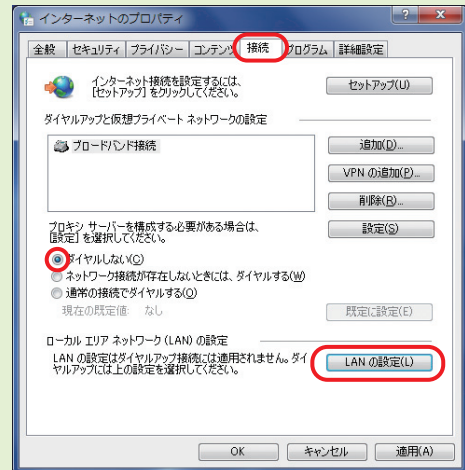 インターネットのプロパティ
全般 セキュリティ プライバシー コンテンツ 接続 プログラム 詳細設定
インターネット接続を設定するには、
[セットアップ] をクリックしてください。
セットアップ(U)
ダイヤルアップと仮想プライベート ネットワークの設定
ブロードバンド接続
追加(D)...
VPN の追加(P)...
削除(R)...
プロキシ サーバーを構成する必要がある場合は、
[設定] を選択してください。
設定(S)
ダイヤルしない(C)
ネットワーク接続が存在しないときには、ダイヤルする(W)
通常の接続でダイヤルする(O)
現在の既定値: なし
既定に設定(E)
ローカル エリア ネットワーク (LAN) の設定
LAN の設定はダイヤルアップ接続には適用されません。ダイ
ヤルアップには上の設定を選択してください。
LAN の設定(L)
OK キャンセル 適用(A)